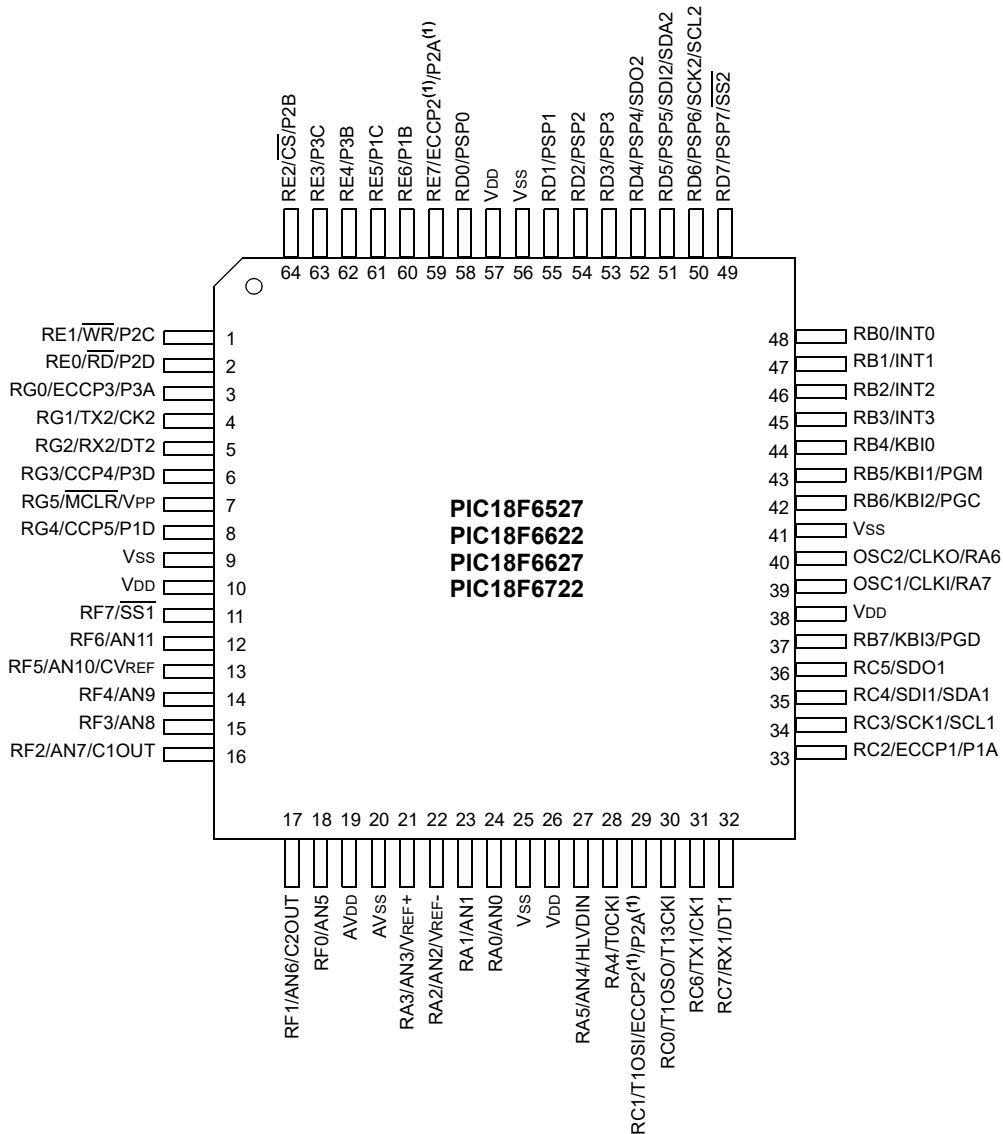 RE2/CS/P2B
RE3/P3C
RE4/P3B
RE5/P1C
RE6/P1B
RE7/ECCP2(1)/P2A(1)
RD0/PSP0
VDD
VSS
RD1/PSP1
RD2/PSP2
RD3/PSP3
RD4/PSP4/SDO2
RD5/PSP5/SDI2/SDA2
RD6/PSP6/SCK2/SCL2
RD7/PSP7/SS2
64 63 62 61 60 59 58 57 56 55 54 53 52 51 50 49
RE1/WR/P2C 1
RE0/RD/P2D 2
RG0/ECCP3/P3A 3
RG1/TX2/CK2 4
RG2/RX2/DT2 5
RG3/CCP4/P3D 6
RG5/MCLR/VPP 7
RG4/CCP5/P1D 8
VSS 9
VDD 10
RF7/SS1 11
RF6/AN11 12
RF5/AN10/CVREF 13
RF4/AN9 14
RF3/AN8 15
RF2/AN7/C1OUT 16
PIC18F6527
PIC18F6622
PIC18F6627
PIC18F6722
48 RB0/INT0
47 RB1/INT1
46 RB2/INT2
45 RB3/INT3
44 RB4/KBI0
43 RB5/KBI1/PGM
42 RB6/KBI2/PGC
41 VSS
40 OSC2/CLKO/RA6
39 OSC1/CLKI/RA7
38 VDD
37 RB7/KBI3/PGD
36 RC5/SDO1
35 RC4/SDI1/SDA1
34 RC3/SCK1/SCL1
33 RC2/ECCP1/P1A
17 18 19 20 21 22 23 24 25 26 27 28 29 30 31 32
RF1/AN6/C2OUT
RF0/AN5
AVDD
AVSS
RA3/AN3/VREF+
RA2/AN2/VREF-
RA1/AN1
RA0/AN0
VSS
VDD
RA5/AN4/HLVDIN
RA4/T0CKI
RC1/T1OSI/ECCP2(1)/P2A(1)
RC0/T1OSO/T13CKI
RC6/TX1/CK1
RC7/RX1/DT1